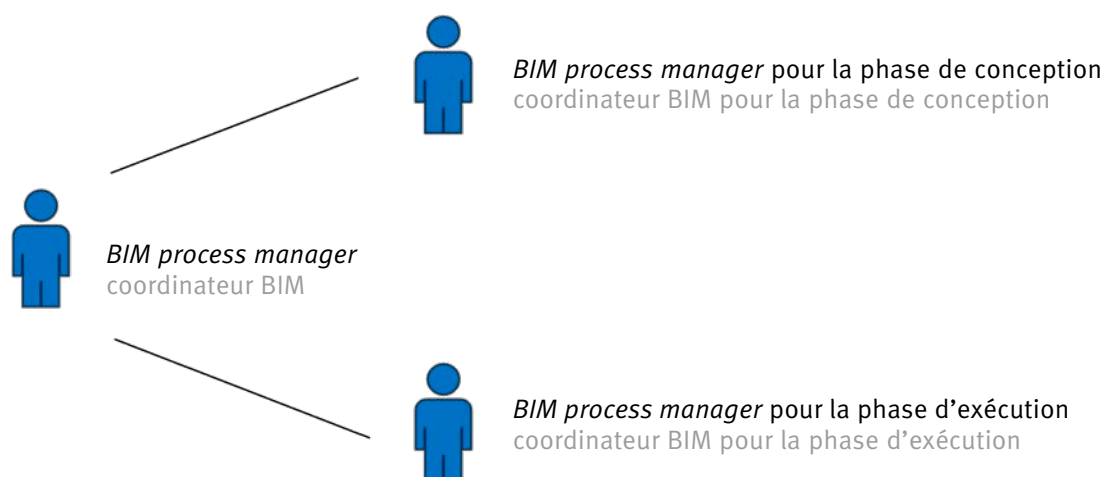 BIM process manager pour la phase de conception
coordinateur BIM pour la phase de conception
BIM process manager
coordinateur BIM
BIM process manager pour la phase d’exécution
coordinateur BIM pour la phase d’exécution